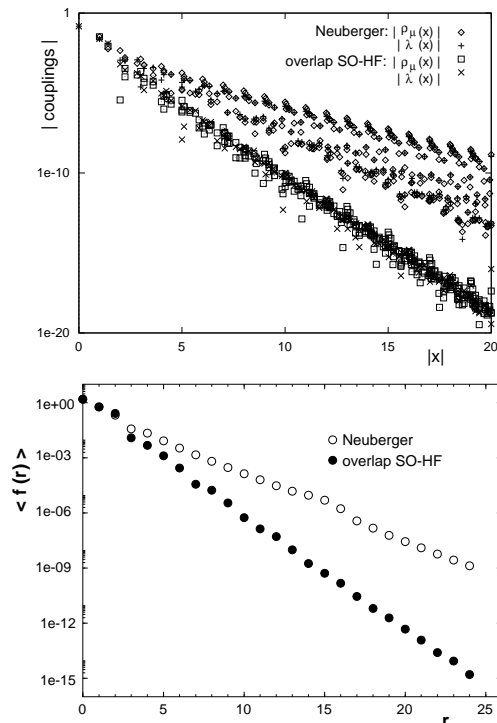 1
Neuberger: | ρμ(x) |
| λ (x) |
overlap SO-HF: | ρμ(x) |
| λ (x) |
| couplings |
1e-10
1e-20
0 5 10 15 20
|x|
1e+00
1e-03
1e-06
1e-09
1e-12
1e-15
< f (r) >
Neuberger
overlap SO-HF
0 5 10 15 20 25
r